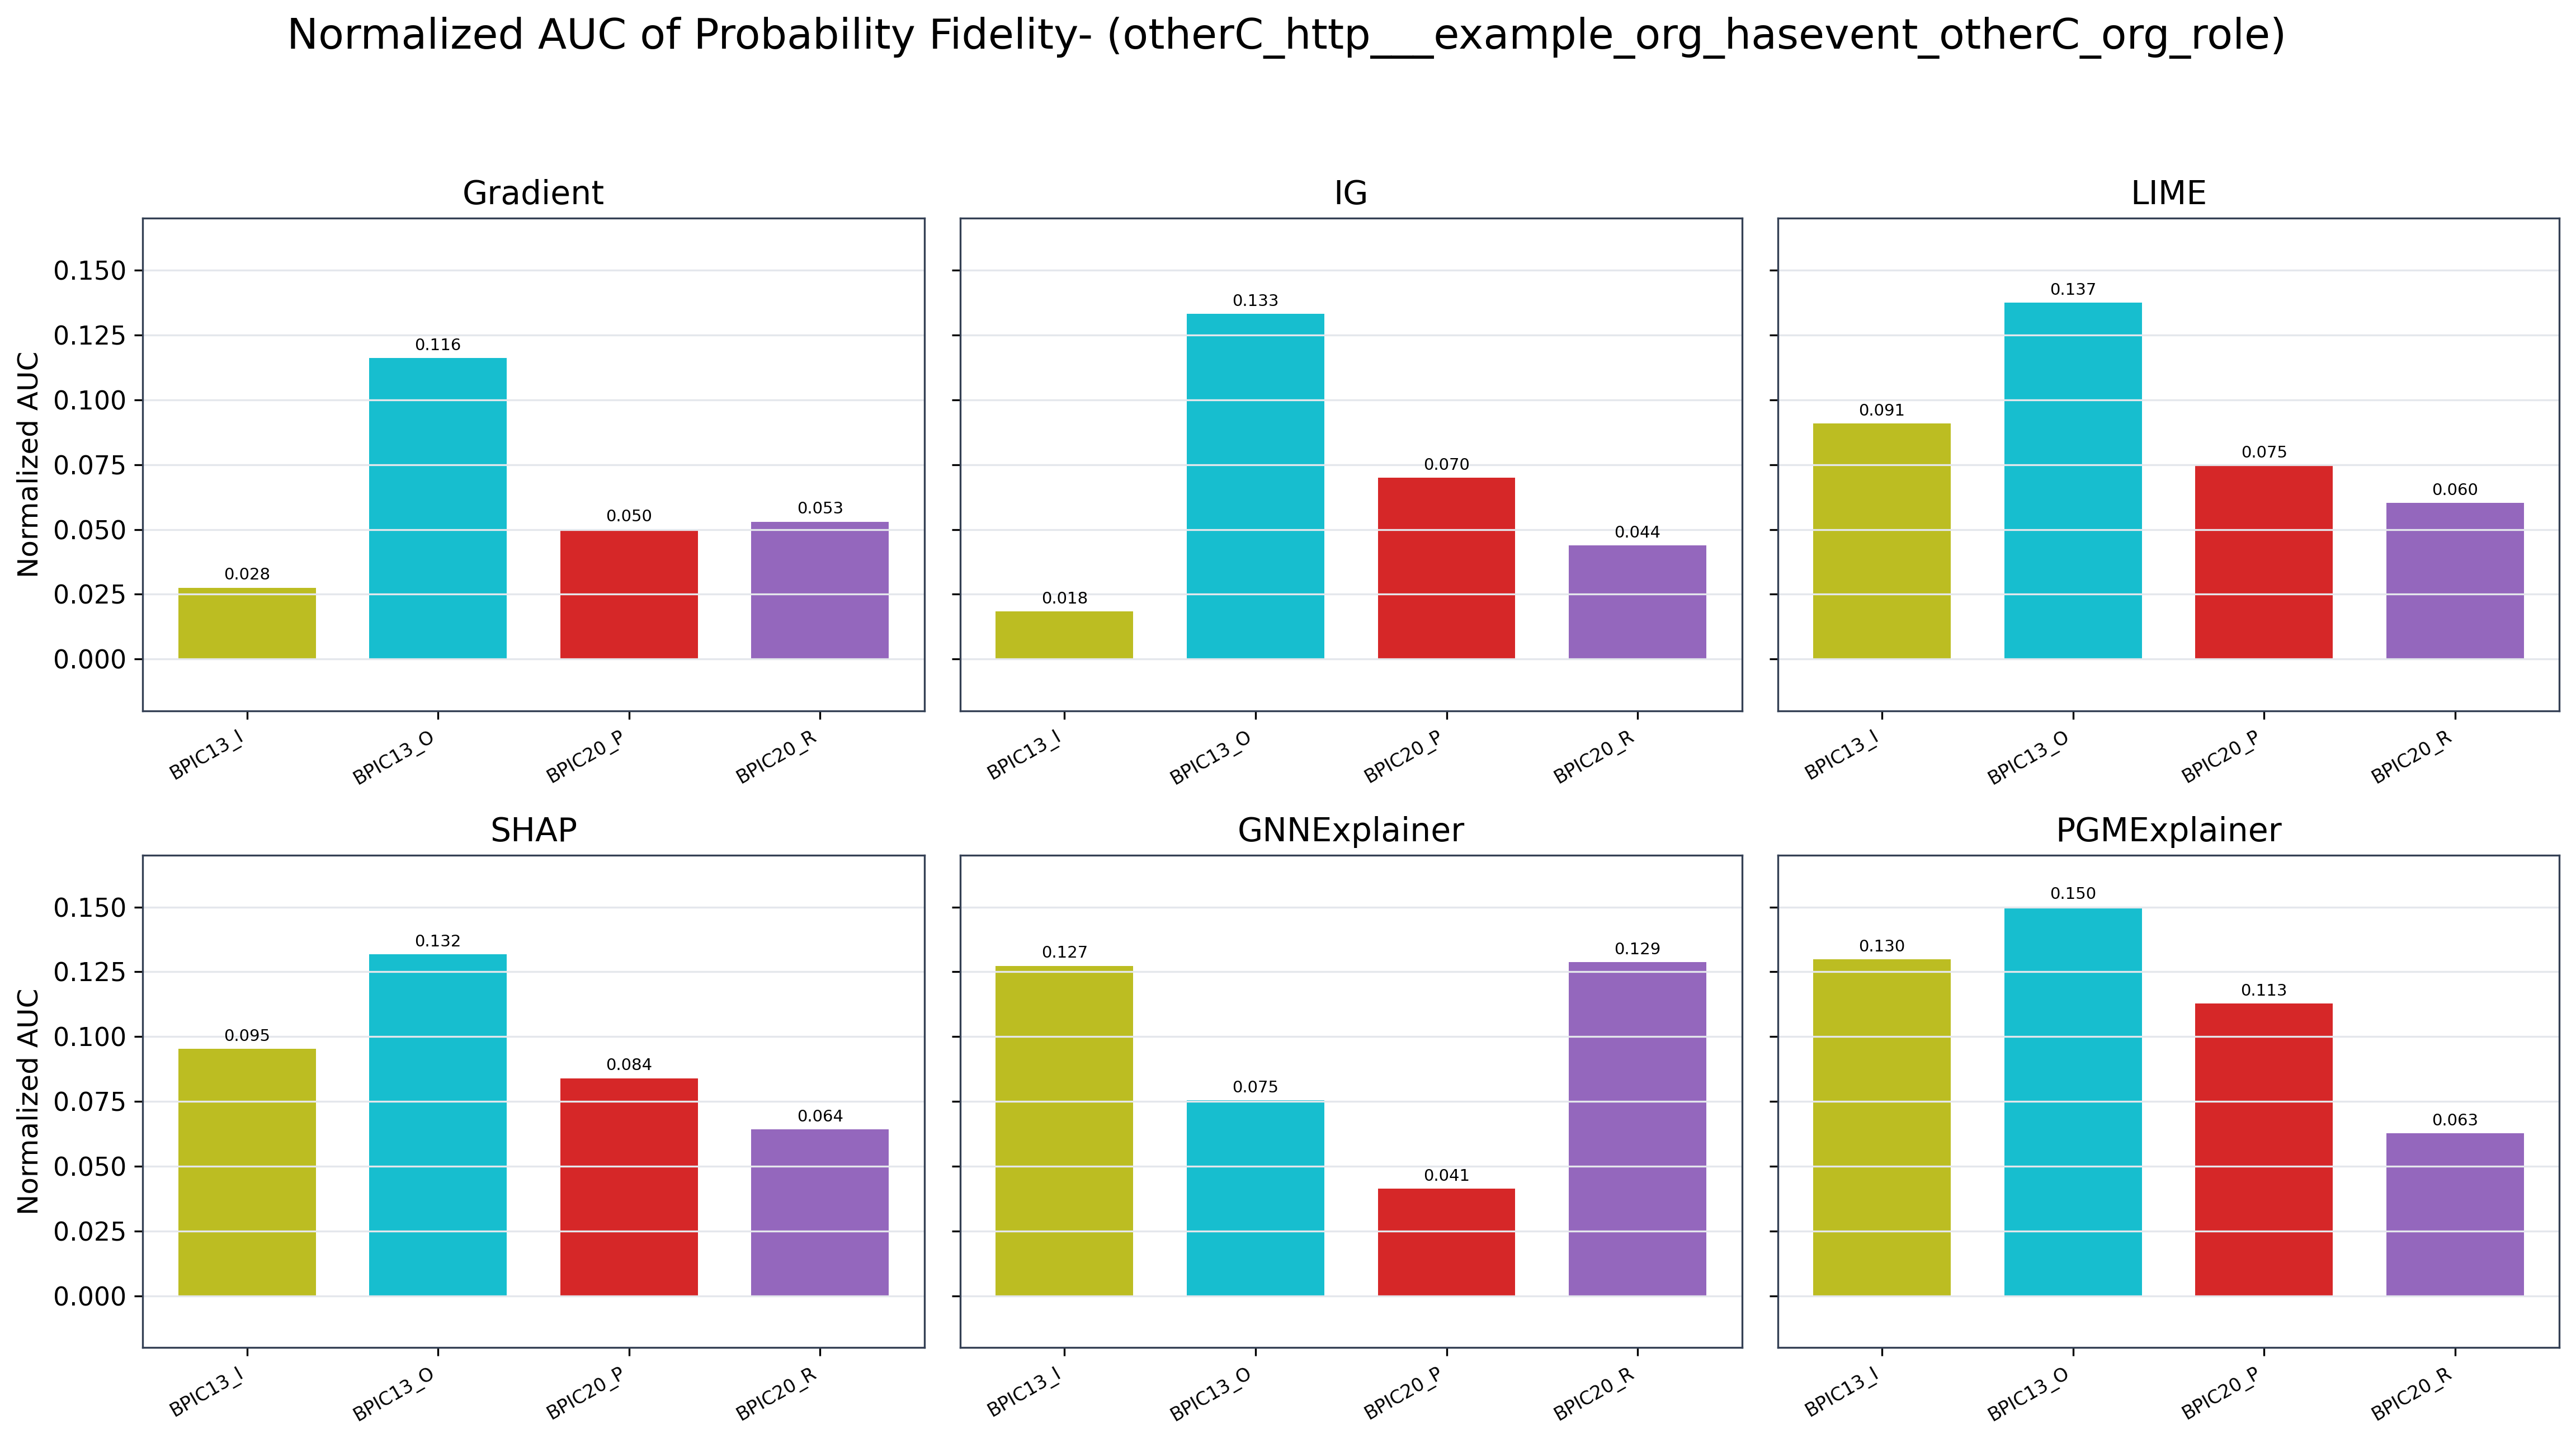 Normalized AUC of Probability Fidelity- (otherC_http___example_org_hasevent_otherC_org_role)
Gradient
IG
LIME
Normalized AUC
0.150
0.125
0.100
0.075
0.050
0.025
0.000
0.028
0.116
0.050
0.053
0.018
0.133
0.070
0.044
0.091
0.137
0.075
0.060
BPIC13_I
BPIC13_O
BPIC20_P
BPIC20_R
BPIC13_I
BPIC13_O
BPIC20_P
BPIC20_R
BPIC13_I
BPIC13_O
BPIC20_P
BPIC20_R
SHAP
GNNExplainer
PGMExplainer
Normalized AUC
0.150
0.125
0.100
0.075
0.050
0.025
0.000
0.095
0.132
0.084
0.064
0.127
0.075
0.041
0.129
0.130
0.150
0.113
0.063
BPIC13_I
BPIC13_O
BPIC20_P
BPIC20_R
BPIC13_I
BPIC13_O
BPIC20_P
BPIC20_R
BPIC13_I
BPIC13_O
BPIC20_P
BPIC20_R